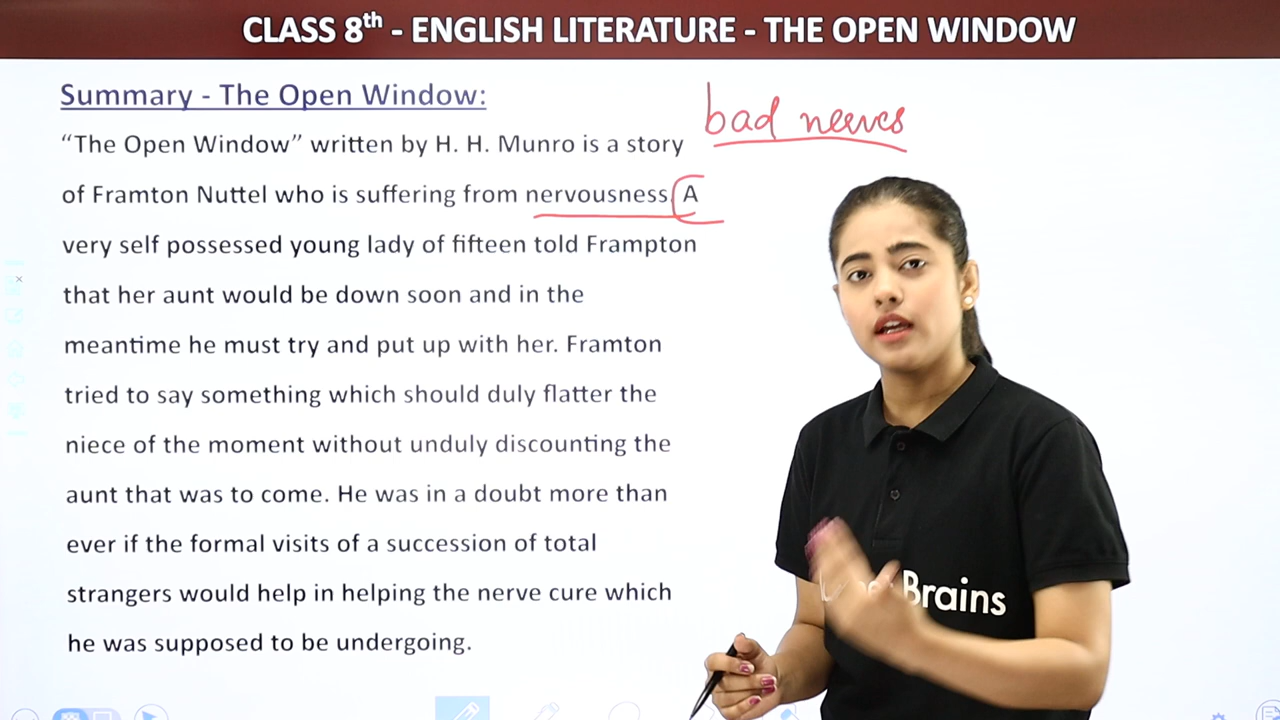 CLASS 8th - ENGLISH LITERATURE - THE OPEN WINDOW
Summary - The Open Window:
bad nerves
“The Open Window” written by H. H. Munro is a story
of Framton Nuttel who is suffering from nervousness. A
very self possessed young lady of fifteen told Frampton
that her aunt would be down soon and in the
meantime he must try and put up with her. Framton
tried to say something which should duly flatter the
niece of the moment without unduly discounting the
aunt that was to come. He was in a doubt more than
ever if the formal visits of a succession of total
strangers would help in helping the nerve cure which
he was supposed to be undergoing.
Brains